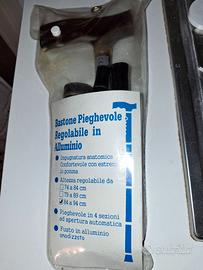 Bastone Pieghevole
Regolabile in
Alluminio
Impugnatura anatomica
Confortevole con estrem
in gomma
Altezza regolabile da
74 a 84 cm
79 a 89 cm
84 a 94 cm
Pieghevole in 4 sezioni
ad apertura automatica
Fusto in alluminio
anodizzato